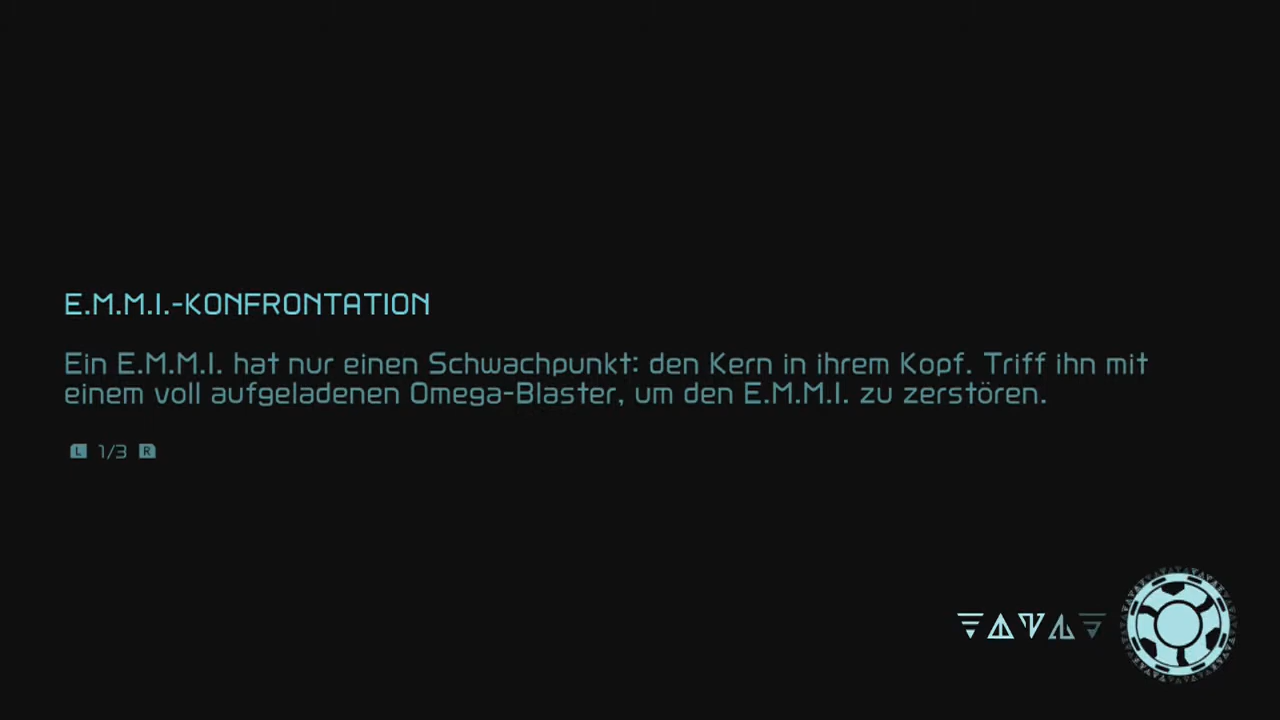 E.M.M.I.-KONFRONTATION
Ein E.M.M.I. hat nur einen Schwachpunkt: den Kern in ihrem Kopf. Triff ihn mit
einem voll aufgeladenen Omega-Blaster, um den E.M.M.I. zu zerstören.
L 1/3 R